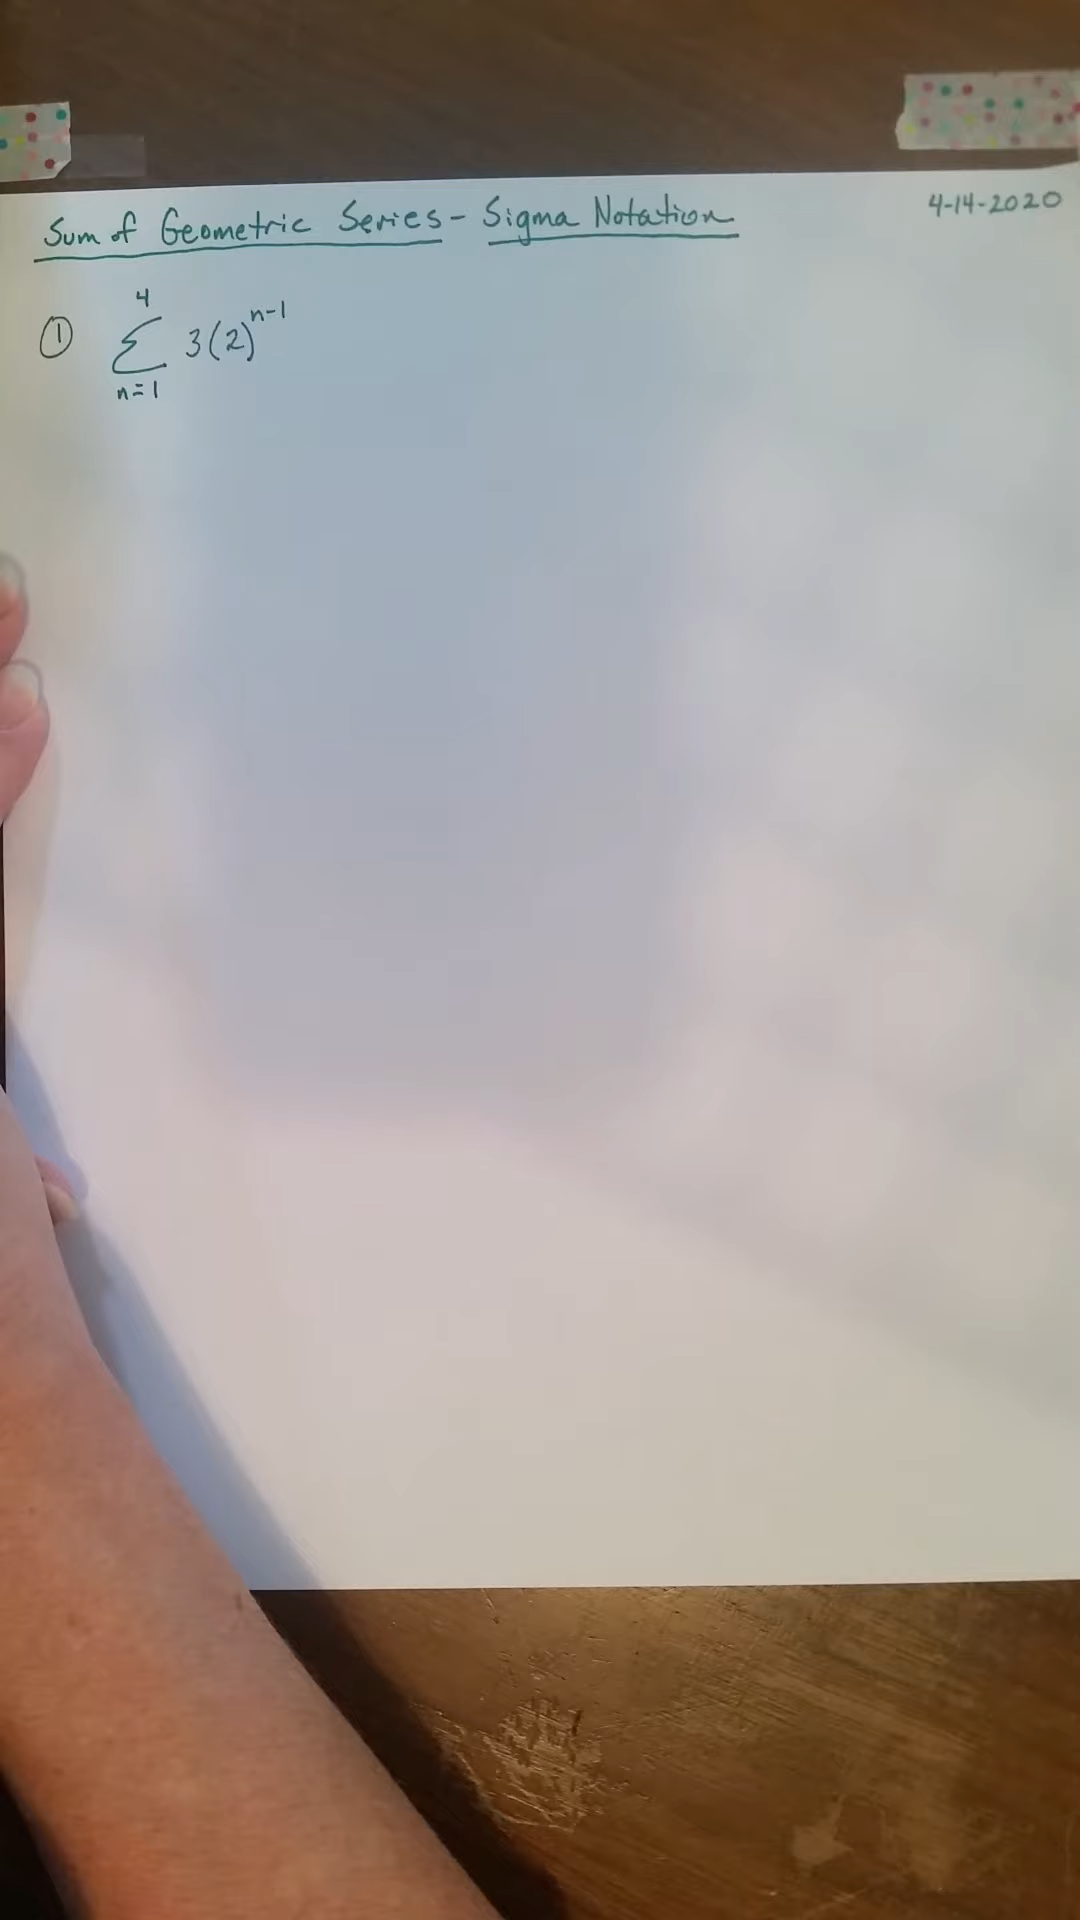 Sum of Geometric Series - Sigma Notation 4-14-2020
① 4
∑ 3(2)^{n-1}
n=1